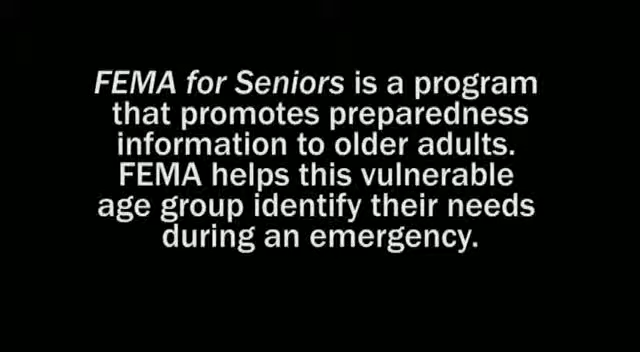 FEMA for Seniors is a program
that promotes preparedness
information to older adults.
FEMA helps this vulnerable
age group identify their needs
during an emergency.